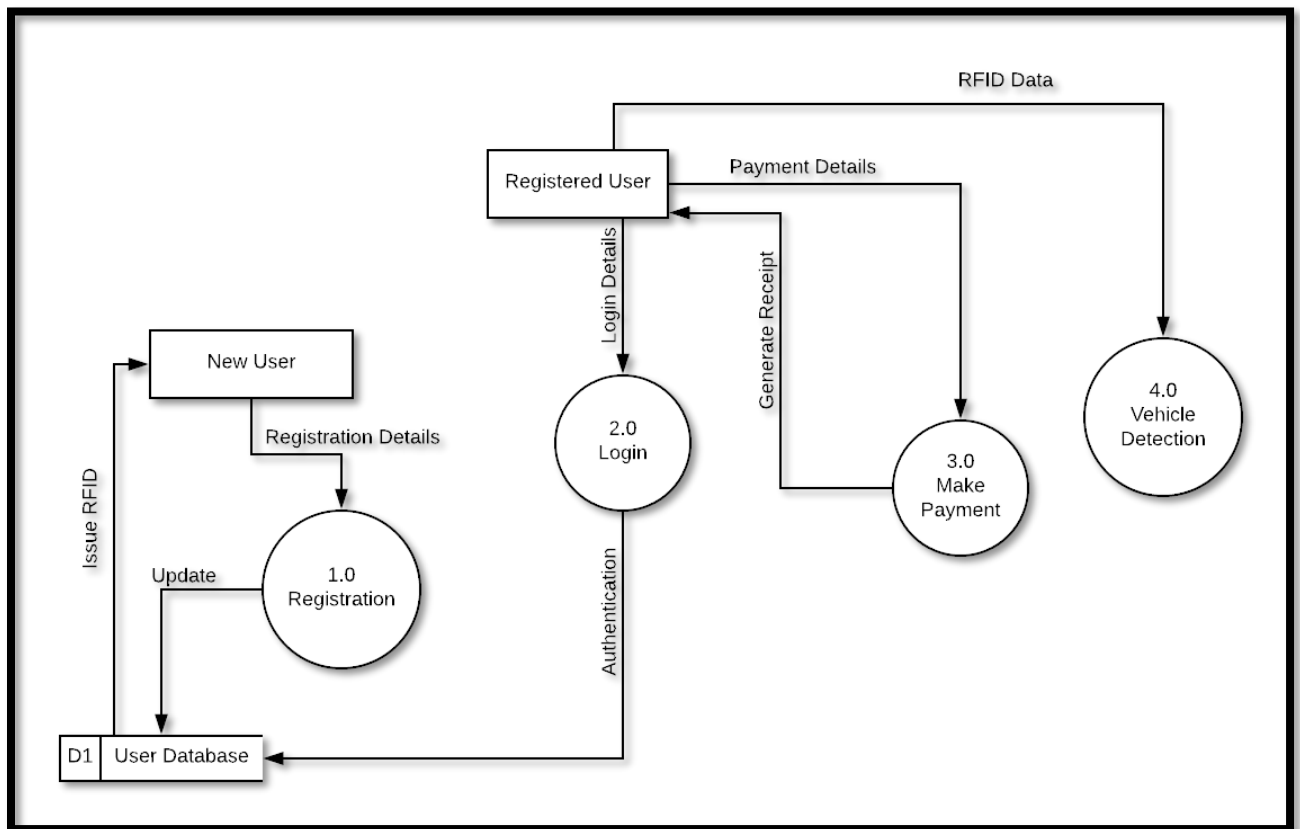 RFID Data
Payment Details
Registered User
Login Details
Generate Receipt
New User
Registration Details
Issue RFID
2.0
Login
4.0
Vehicle
Detection
3.0
Make
Payment
1.0
Registration
Update
Authentication
D1 User Database